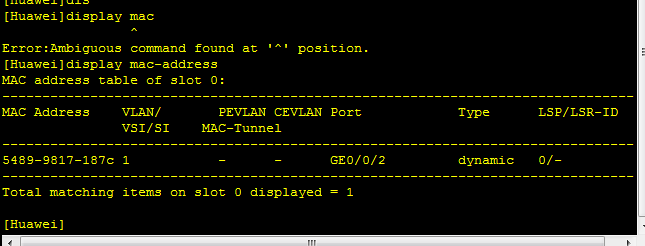 [Huawei]dis
[Huawei]display mac
^
Error:Ambiguous command found at '^' position.
[Huawei]display mac-address
MAC address table of slot 0:
-------------------------------------------------------------------------------
MAC Address    VLAN/       PEVLAN CEVLAN Port            Type      LSP/LSR-ID
               VSI/SI    MAC-Tunnel
-------------------------------------------------------------------------------
5489-9817-187c 1           -      -      GE0/0/2         dynamic   0/-
-------------------------------------------------------------------------------
Total matching items on slot 0 displayed = 1
[Huawei]